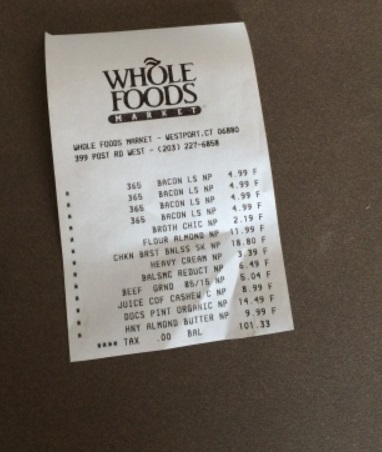 WHOLE
FOODS
MARKET
WHOLE FOODS MARKET - WESTPORT,CT 06880
399 POST RD WEST - (203) 227-6858
365 BACON LS NP 4.99 F
365 BACON LS NP 4.99 F
365 BACON LS NP 4.99 F
365 BACON LS NP 4.99 F
BROTH CHIC NP 2.19 F
FLOUR ALMOND NP 11.99 F
CHKN BRST BNLSS SK NP 18.80 F
HEAVY CREAM NP 3.39 F
BALSMC REDUCT NP 6.49 F
BEEF GRND 85/15 NP 5.04 F
JUICE COF CASHEW C NP 8.99 F
DOCS PINT ORGANIC NP 14.49 F
HNY ALMOND BUTTER NP 9.99 F
**** TAX .00 BAL 101.33